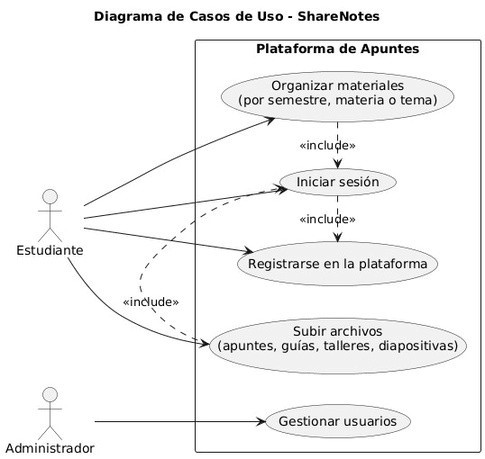 Diagrama de Casos de Uso - ShareNotes
Plataforma de Apuntes
Organizar materiales
(por semestre, materia o tema)
«include»
Iniciar sesión
«include»
Estudiante
Registrarse en la plataforma
«include»
Subir archivos
(apuntes, guías, talleres, diapositivas)
Gestionar usuarios
Administrador